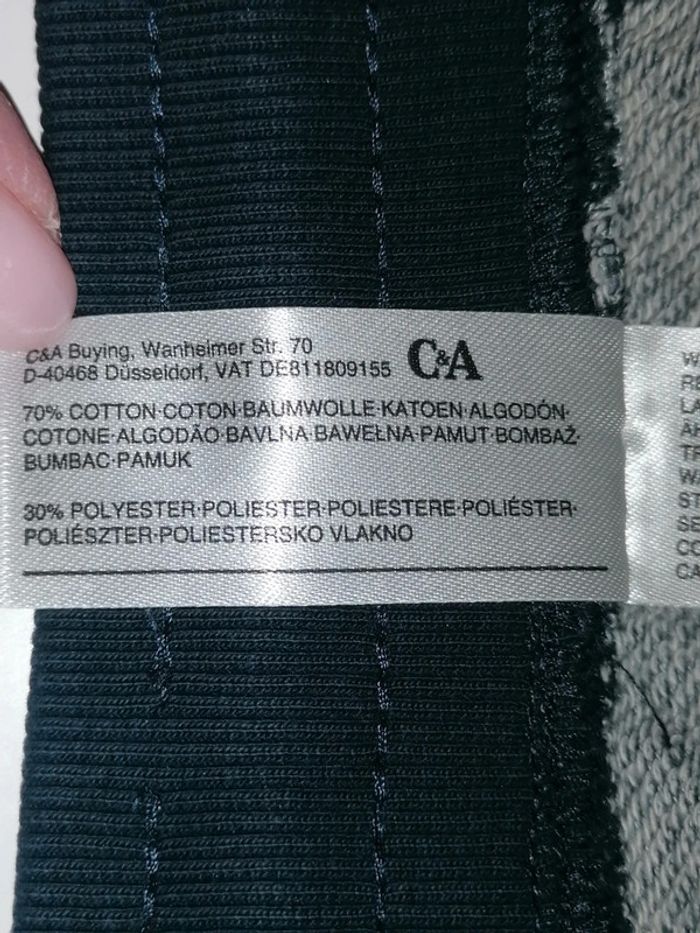 C&A Buying, Wanheimer Str. 70
D-40468 Düsseldorf, VAT DE811809155
C&A
70% COTTON·COTON·BAUMWOLLE·KATOEN·ALGODÓN·
COTONE·ALGODÃO·BAVLNA·BAWEŁNA·PAMUT·BOMBAŽ·
BUMBAC·PAMUK
30% POLYESTER·POLIESTER·POLIESTERE·POLIÉSTER·
POLIÉSZTER·POLIESTERSKO VLAKNO